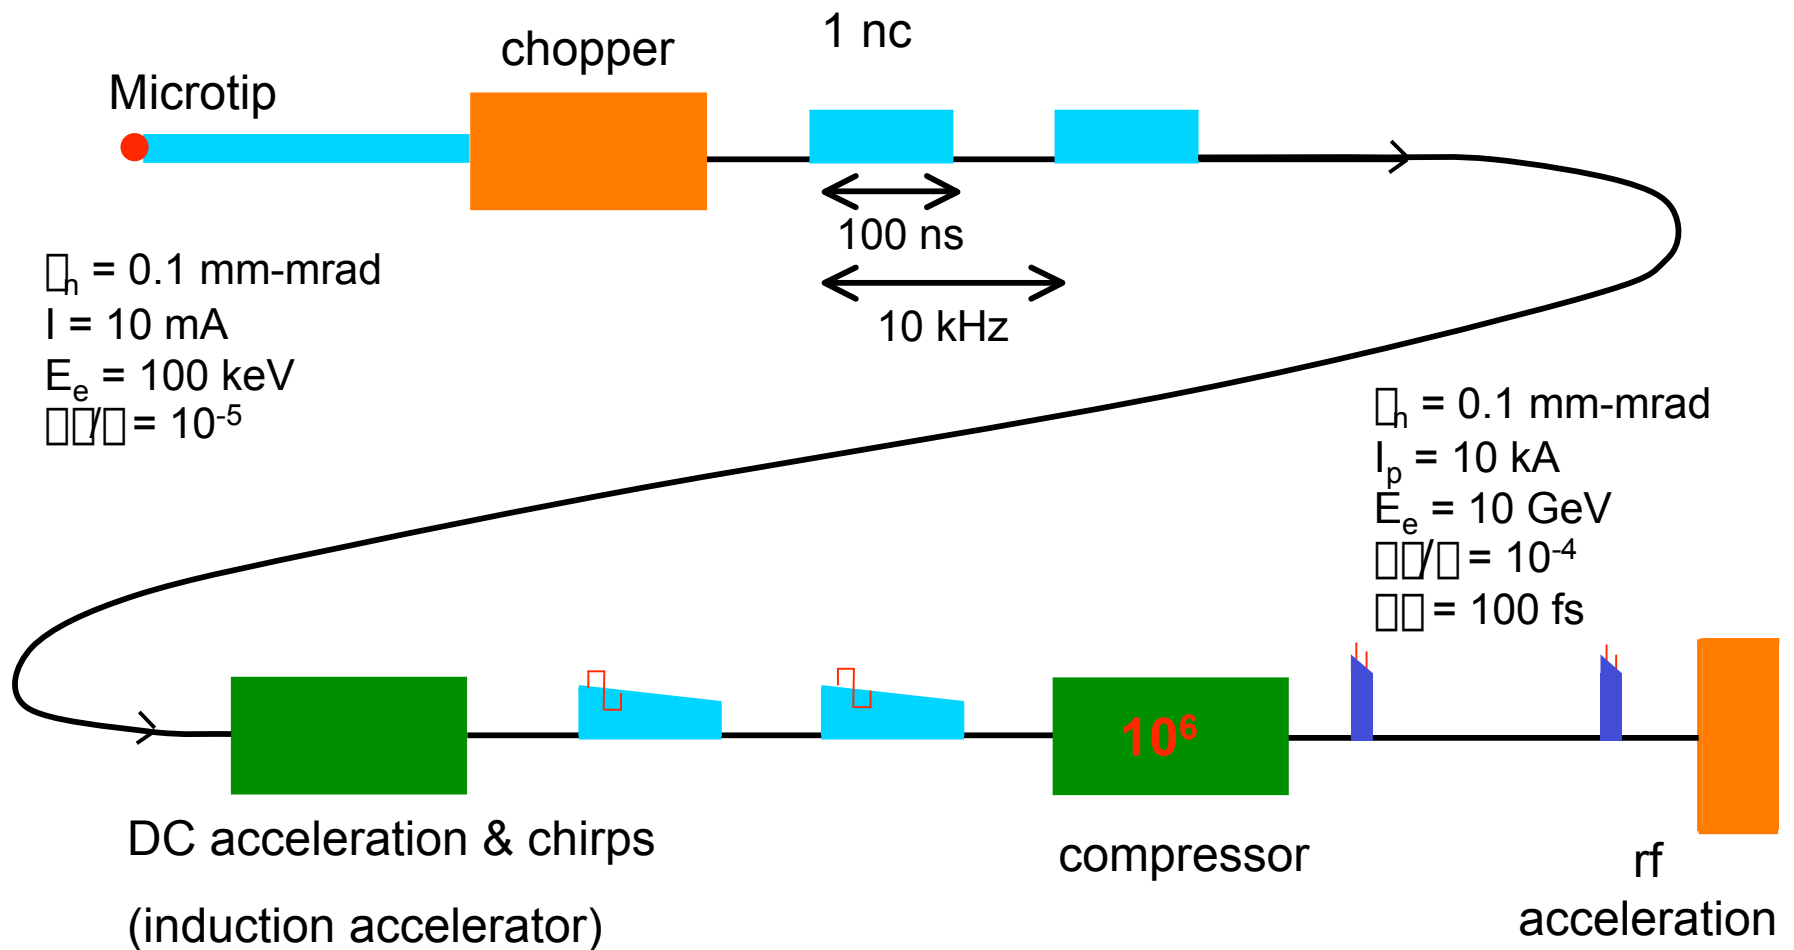 1 nc
chopper
Microtip
100 ns
10 kHz
□n = 0.1 mm-mrad
I = 10 mA
Ee = 100 keV
□□/□ = 10-5
□n = 0.1 mm-mrad
Ip = 10 kA
Ee = 10 GeV
□□/□ = 10-4
□□ = 100 fs
10⁶
DC acceleration & chirps
(induction accelerator)
compressor
rf
acceleration